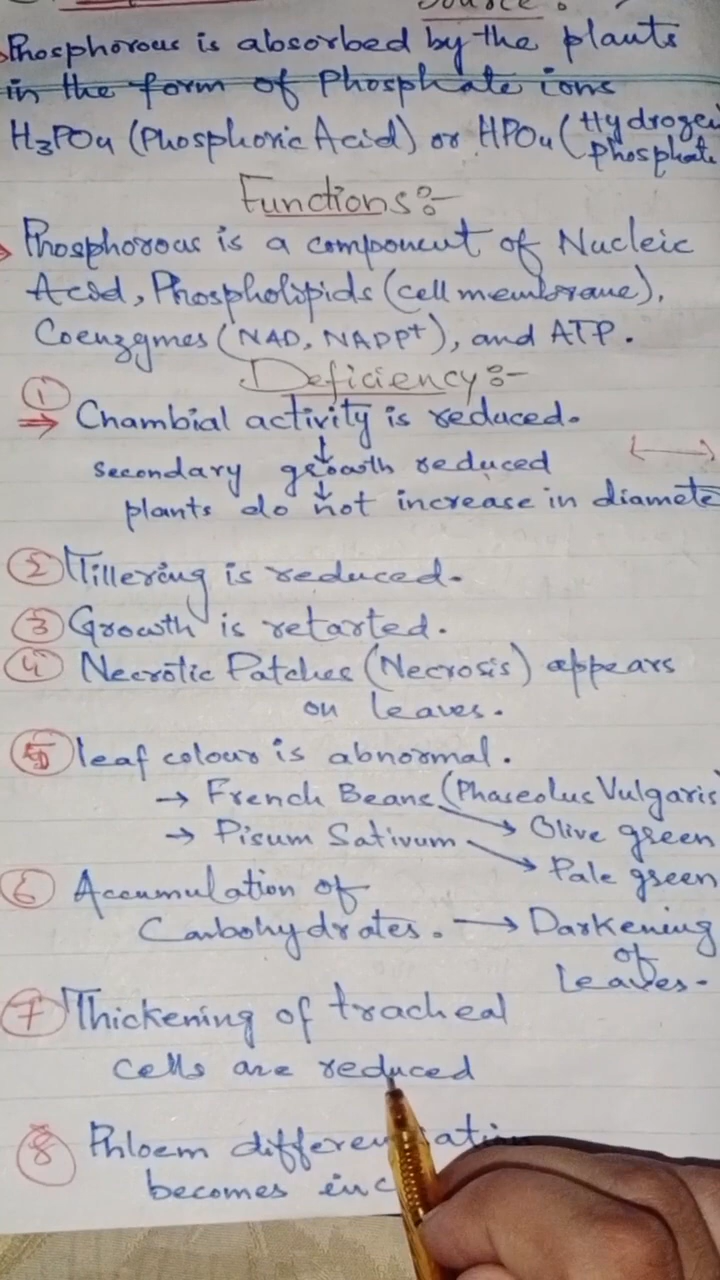 Source :
Phosphorous is absorbed by the plants
in the form of Phosphate ions
H₃PO₄ (Phosphoric Acid) or HPO₄ (Hydrogen
Phosphate
Functions:-
Phosphorous is a component of Nucleic
Acid, Phospholipids (cell membrane),
Coenzymes (NAD, NADP⁺), and ATP.
Deficiency:-
① ⇒ Chambial activity is reduced.
↓
secondary growth reduced
↓
plants do not increase in diamete
② Tillering is reduced.
③ Growth is retarted.
④ Necrotic Patches (Necrosis) appears
on leaves.
⑤ leaf colour is abnormal.
→ French Beans (Phaseolus Vulgaris
→ Olive green
→ Pisum Sativum
→ Pale green
⑥ Accumulation of
Carbohydrates. → Darkening
of
leaves.
⑦ Thickening of tracheal
cells are reduced
⑧ Phloem
becomes